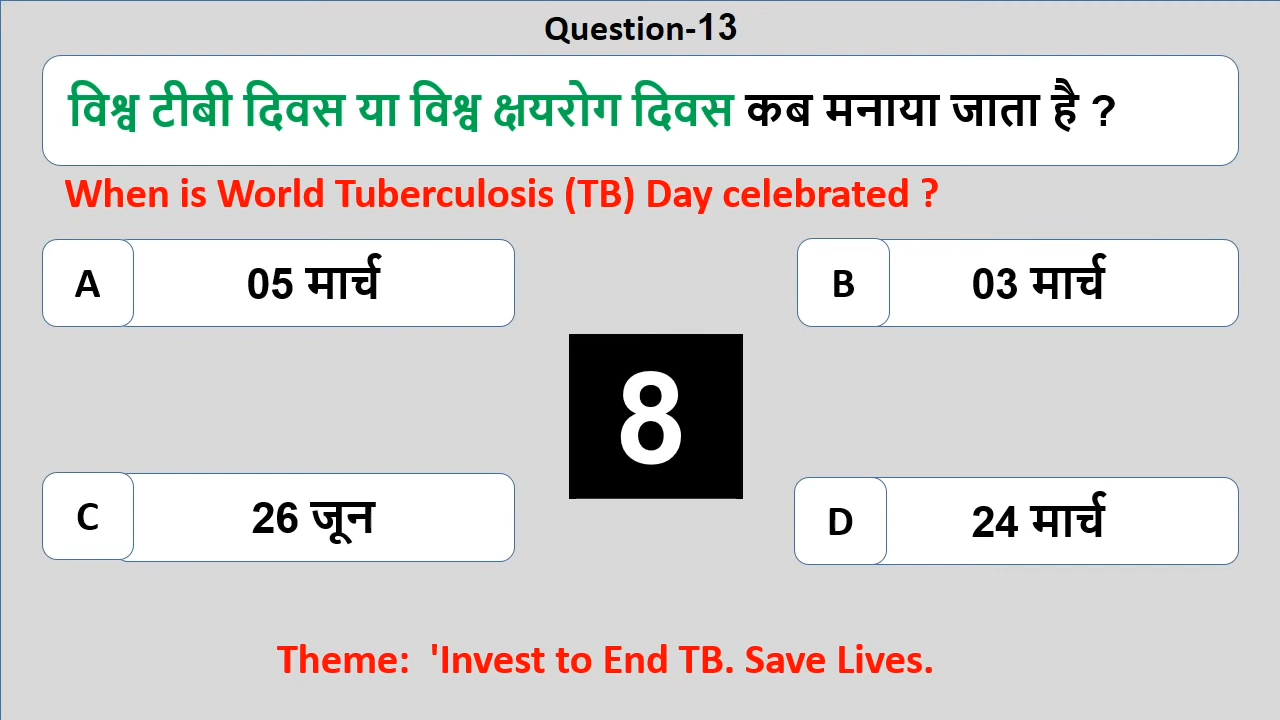 Question-13
विश्व टीबी दिवस या विश्व क्षयरोग दिवस कब मनाया जाता है ?
When is World Tuberculosis (TB) Day celebrated ?
A 05 मार्च
B 03 मार्च
8
C 26 जून
D 24 मार्च
Theme: 'Invest to End TB. Save Lives.